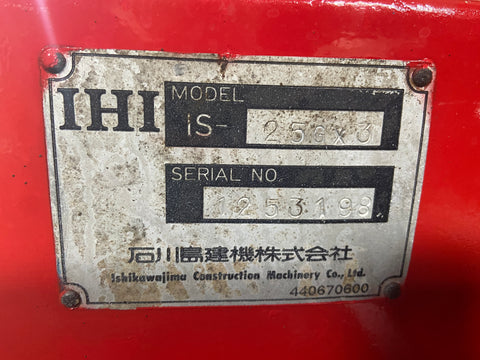 IHI
MODEL
IS- 25GX3
SERIAL NO.
1253198
石川島建機株式会社
Ishikawajima Construction Machinery Co., Ltd.
440670600